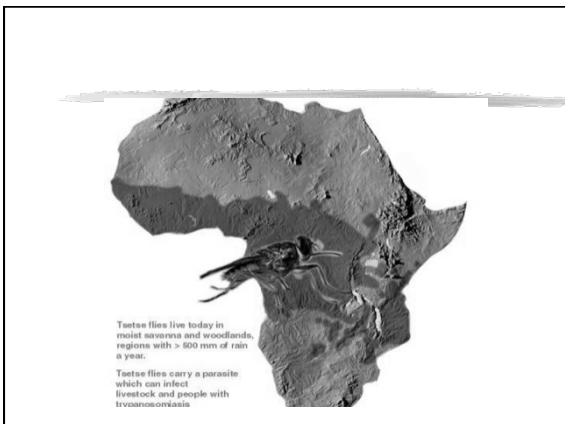 Tsetse flies live today in
moist savanna and woodlands,
regions with > 500 mm of rain
a year.
Tsetse flies carry a parasite
which can infect
livestock and people with
trypanosomiasis